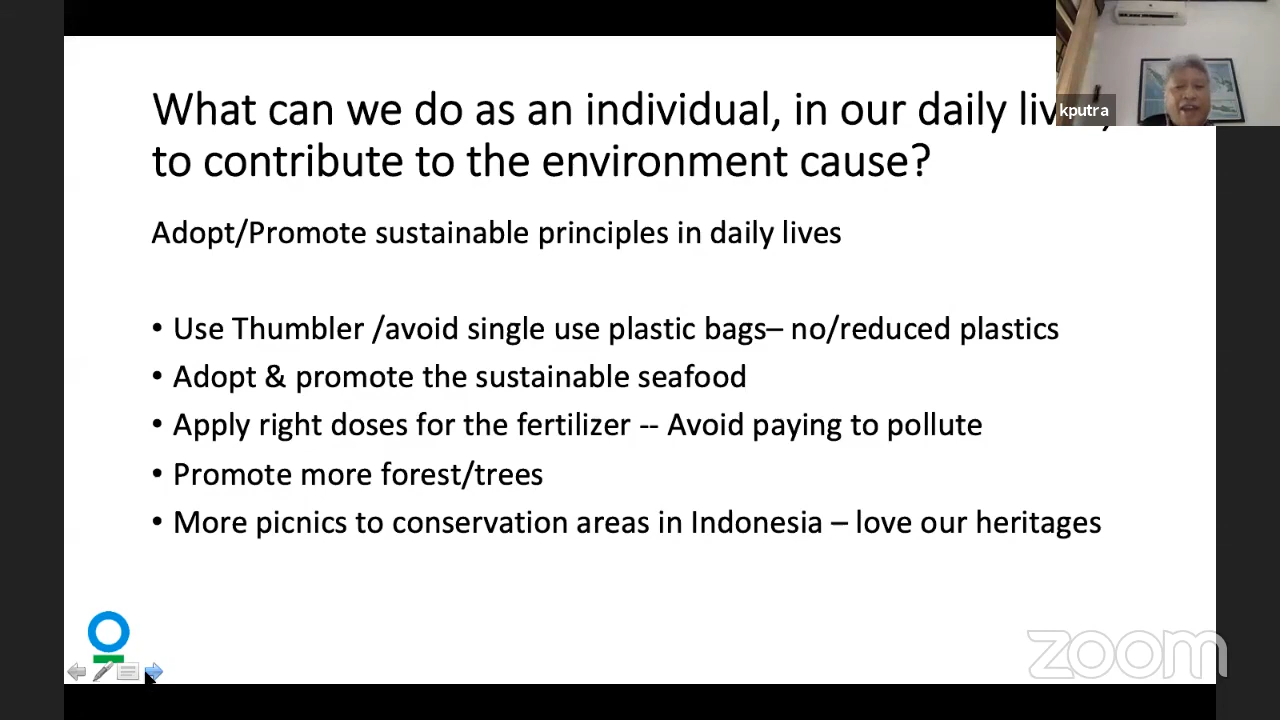 What can we do as an individual, in our daily
to contribute to the environment cause?
kputra
Adopt/Promote sustainable principles in daily lives
• Use Thumbler /avoid single use plastic bags– no/reduced plastics
• Adopt & promote the sustainable seafood
• Apply right doses for the fertilizer -- Avoid paying to pollute
• Promote more forest/trees
• More picnics to conservation areas in Indonesia – love our heritages
zoom